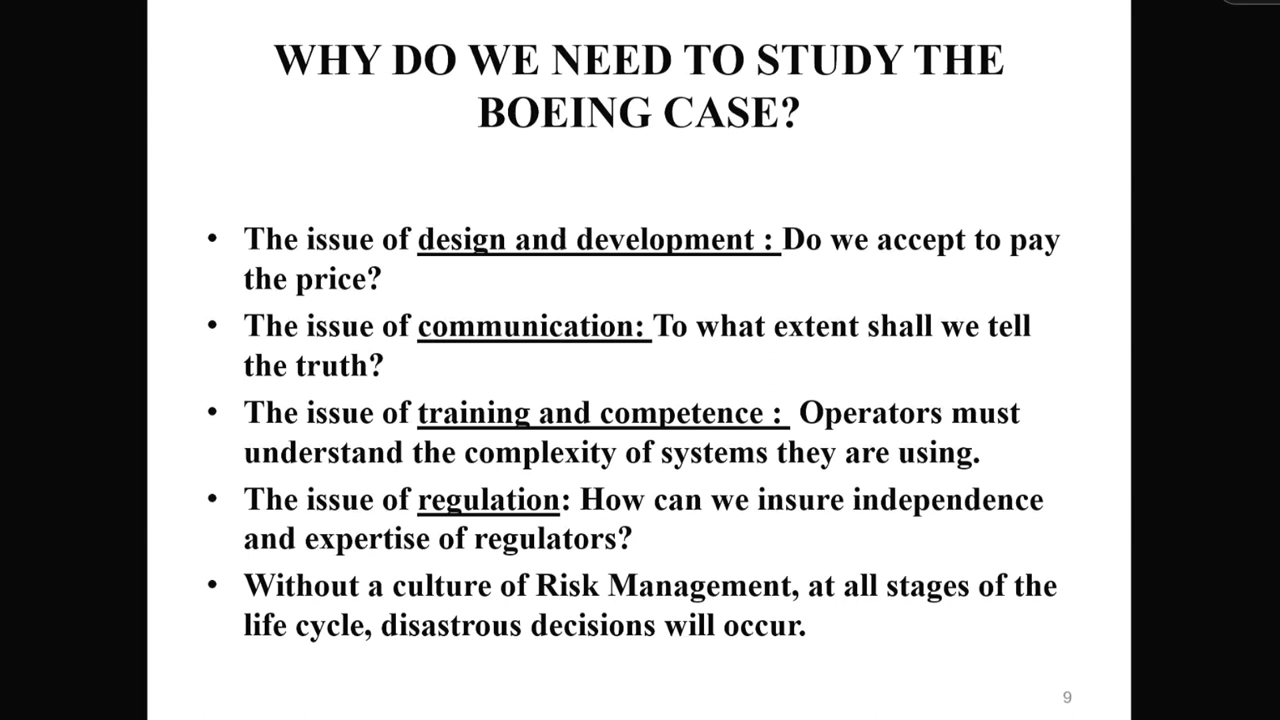 WHY DO WE NEED TO STUDY THE
BOEING CASE?
• The issue of design and development : Do we accept to pay
the price?
• The issue of communication: To what extent shall we tell
the truth?
• The issue of training and competence : Operators must
understand the complexity of systems they are using.
• The issue of regulation: How can we insure independence
and expertise of regulators?
• Without a culture of Risk Management, at all stages of the
life cycle, disastrous decisions will occur.
9